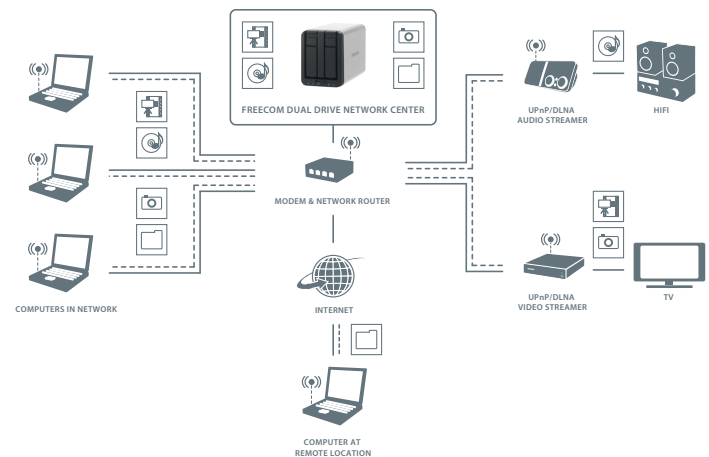 FREECOM DUAL DRIVE NETWORK CENTER
UPnP/DLNA
AUDIO STREAMER
HIFI
MODEM & NETWORK ROUTER
COMPUTERS IN NETWORK
INTERNET
UPnP/DLNA
VIDEO STREAMER
TV
COMPUTER AT
REMOTE LOCATION